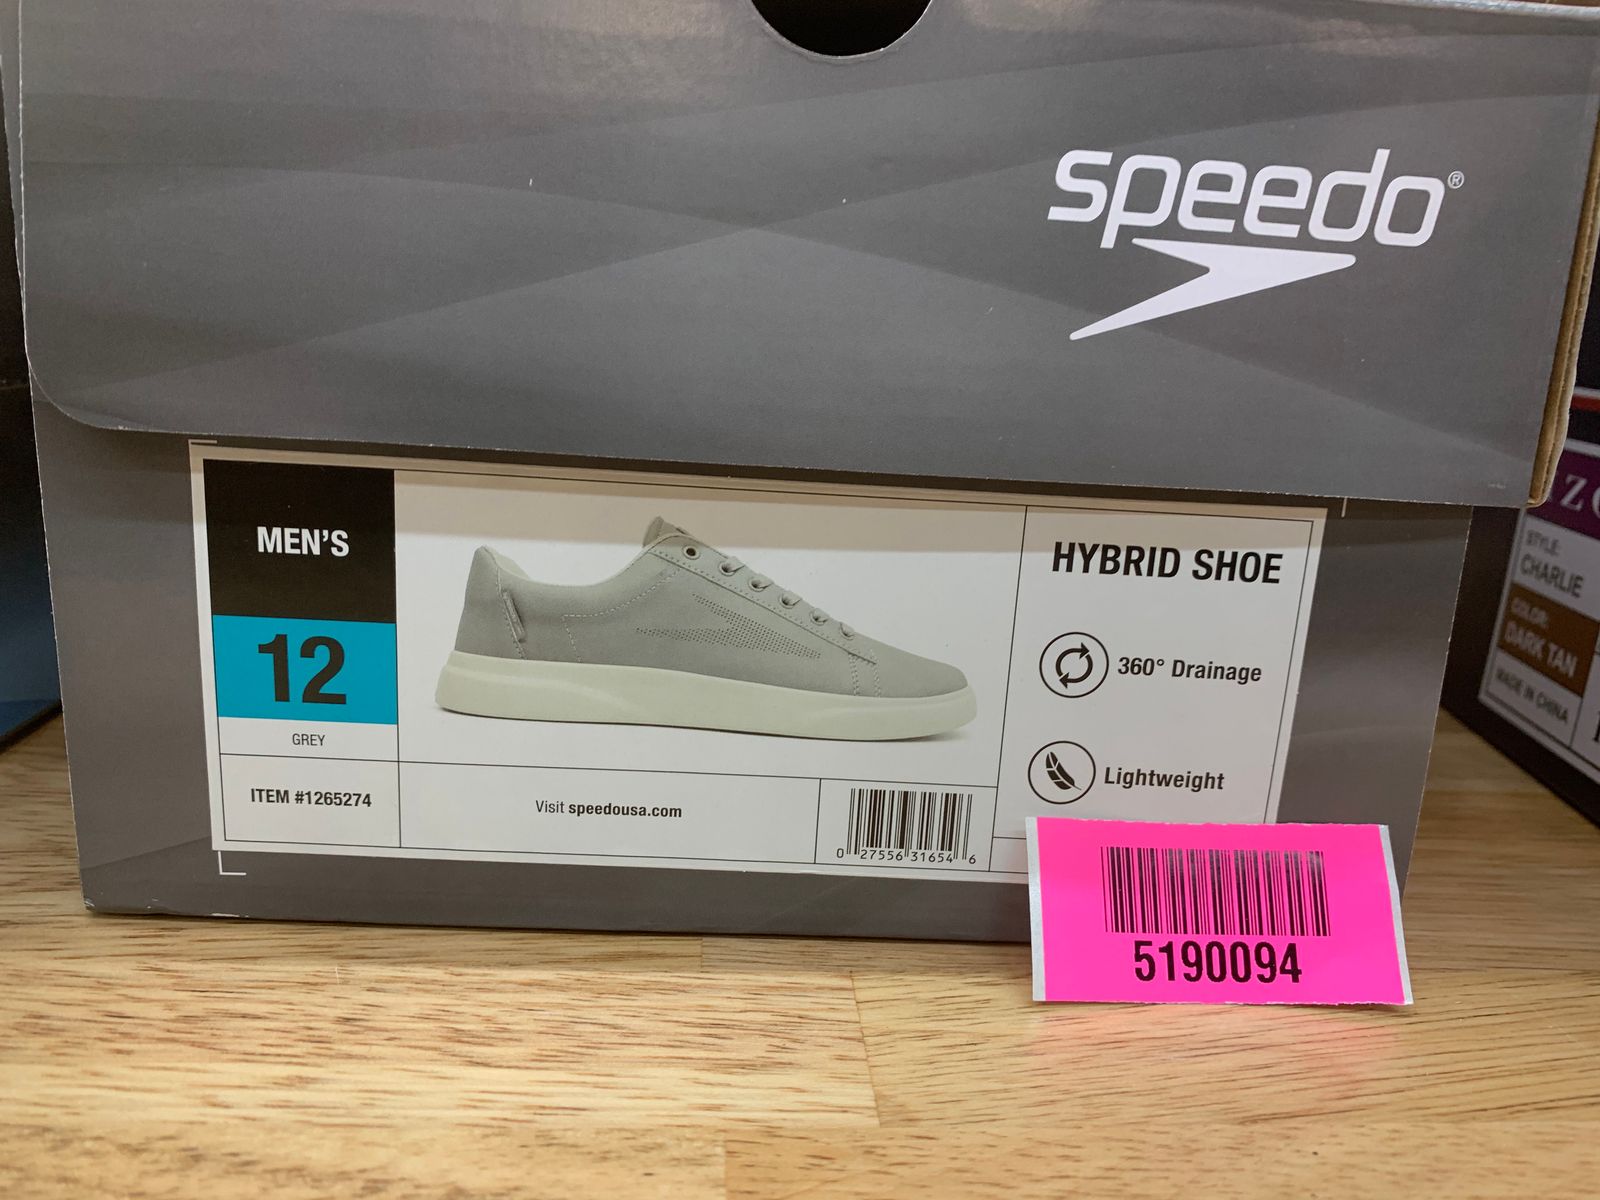 speedo®
MEN'S
12
GREY
ITEM #1265274
Visit speedousa.com
0 27556 31654 6
HYBRID SHOE
360° Drainage
Lightweight
5190094
STYLE:
CHARLIE
COLOR:
DARK TAN
MADE IN CHINA